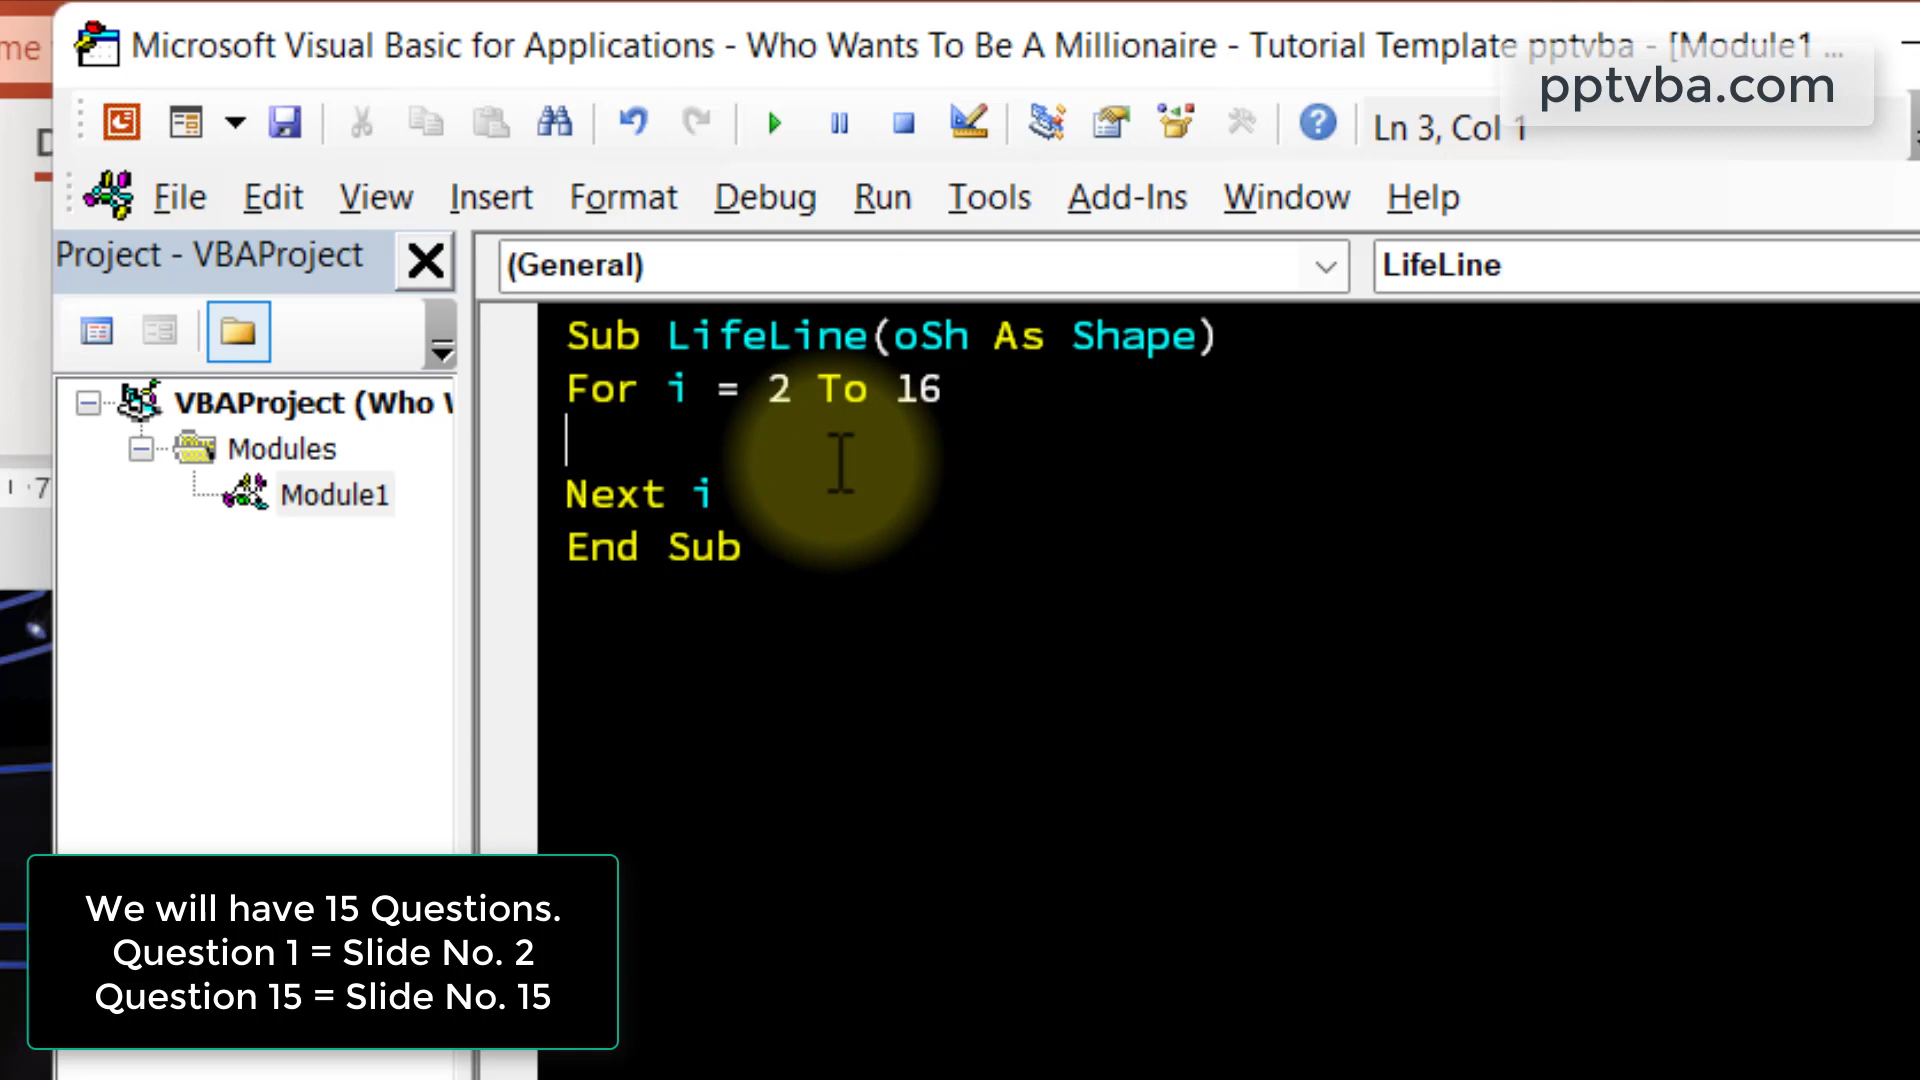 me
Microsoft Visual Basic for Applications - Who Wants To Be A Millionaire - Tutorial Template pptvba - [Module1 ...
pptvba.com
Ln 3, Col 1
D
File Edit View Insert Format Debug Run Tools Add-Ins Window Help
Project - VBAProject
(General)
LifeLine
VBAProject (Who
Modules
Module1
7
Sub LifeLine(oSh As Shape)
For i = 2 To 16
Next i
End Sub
We will have 15 Questions.
Question 1 = Slide No. 2
Question 15 = Slide No. 15